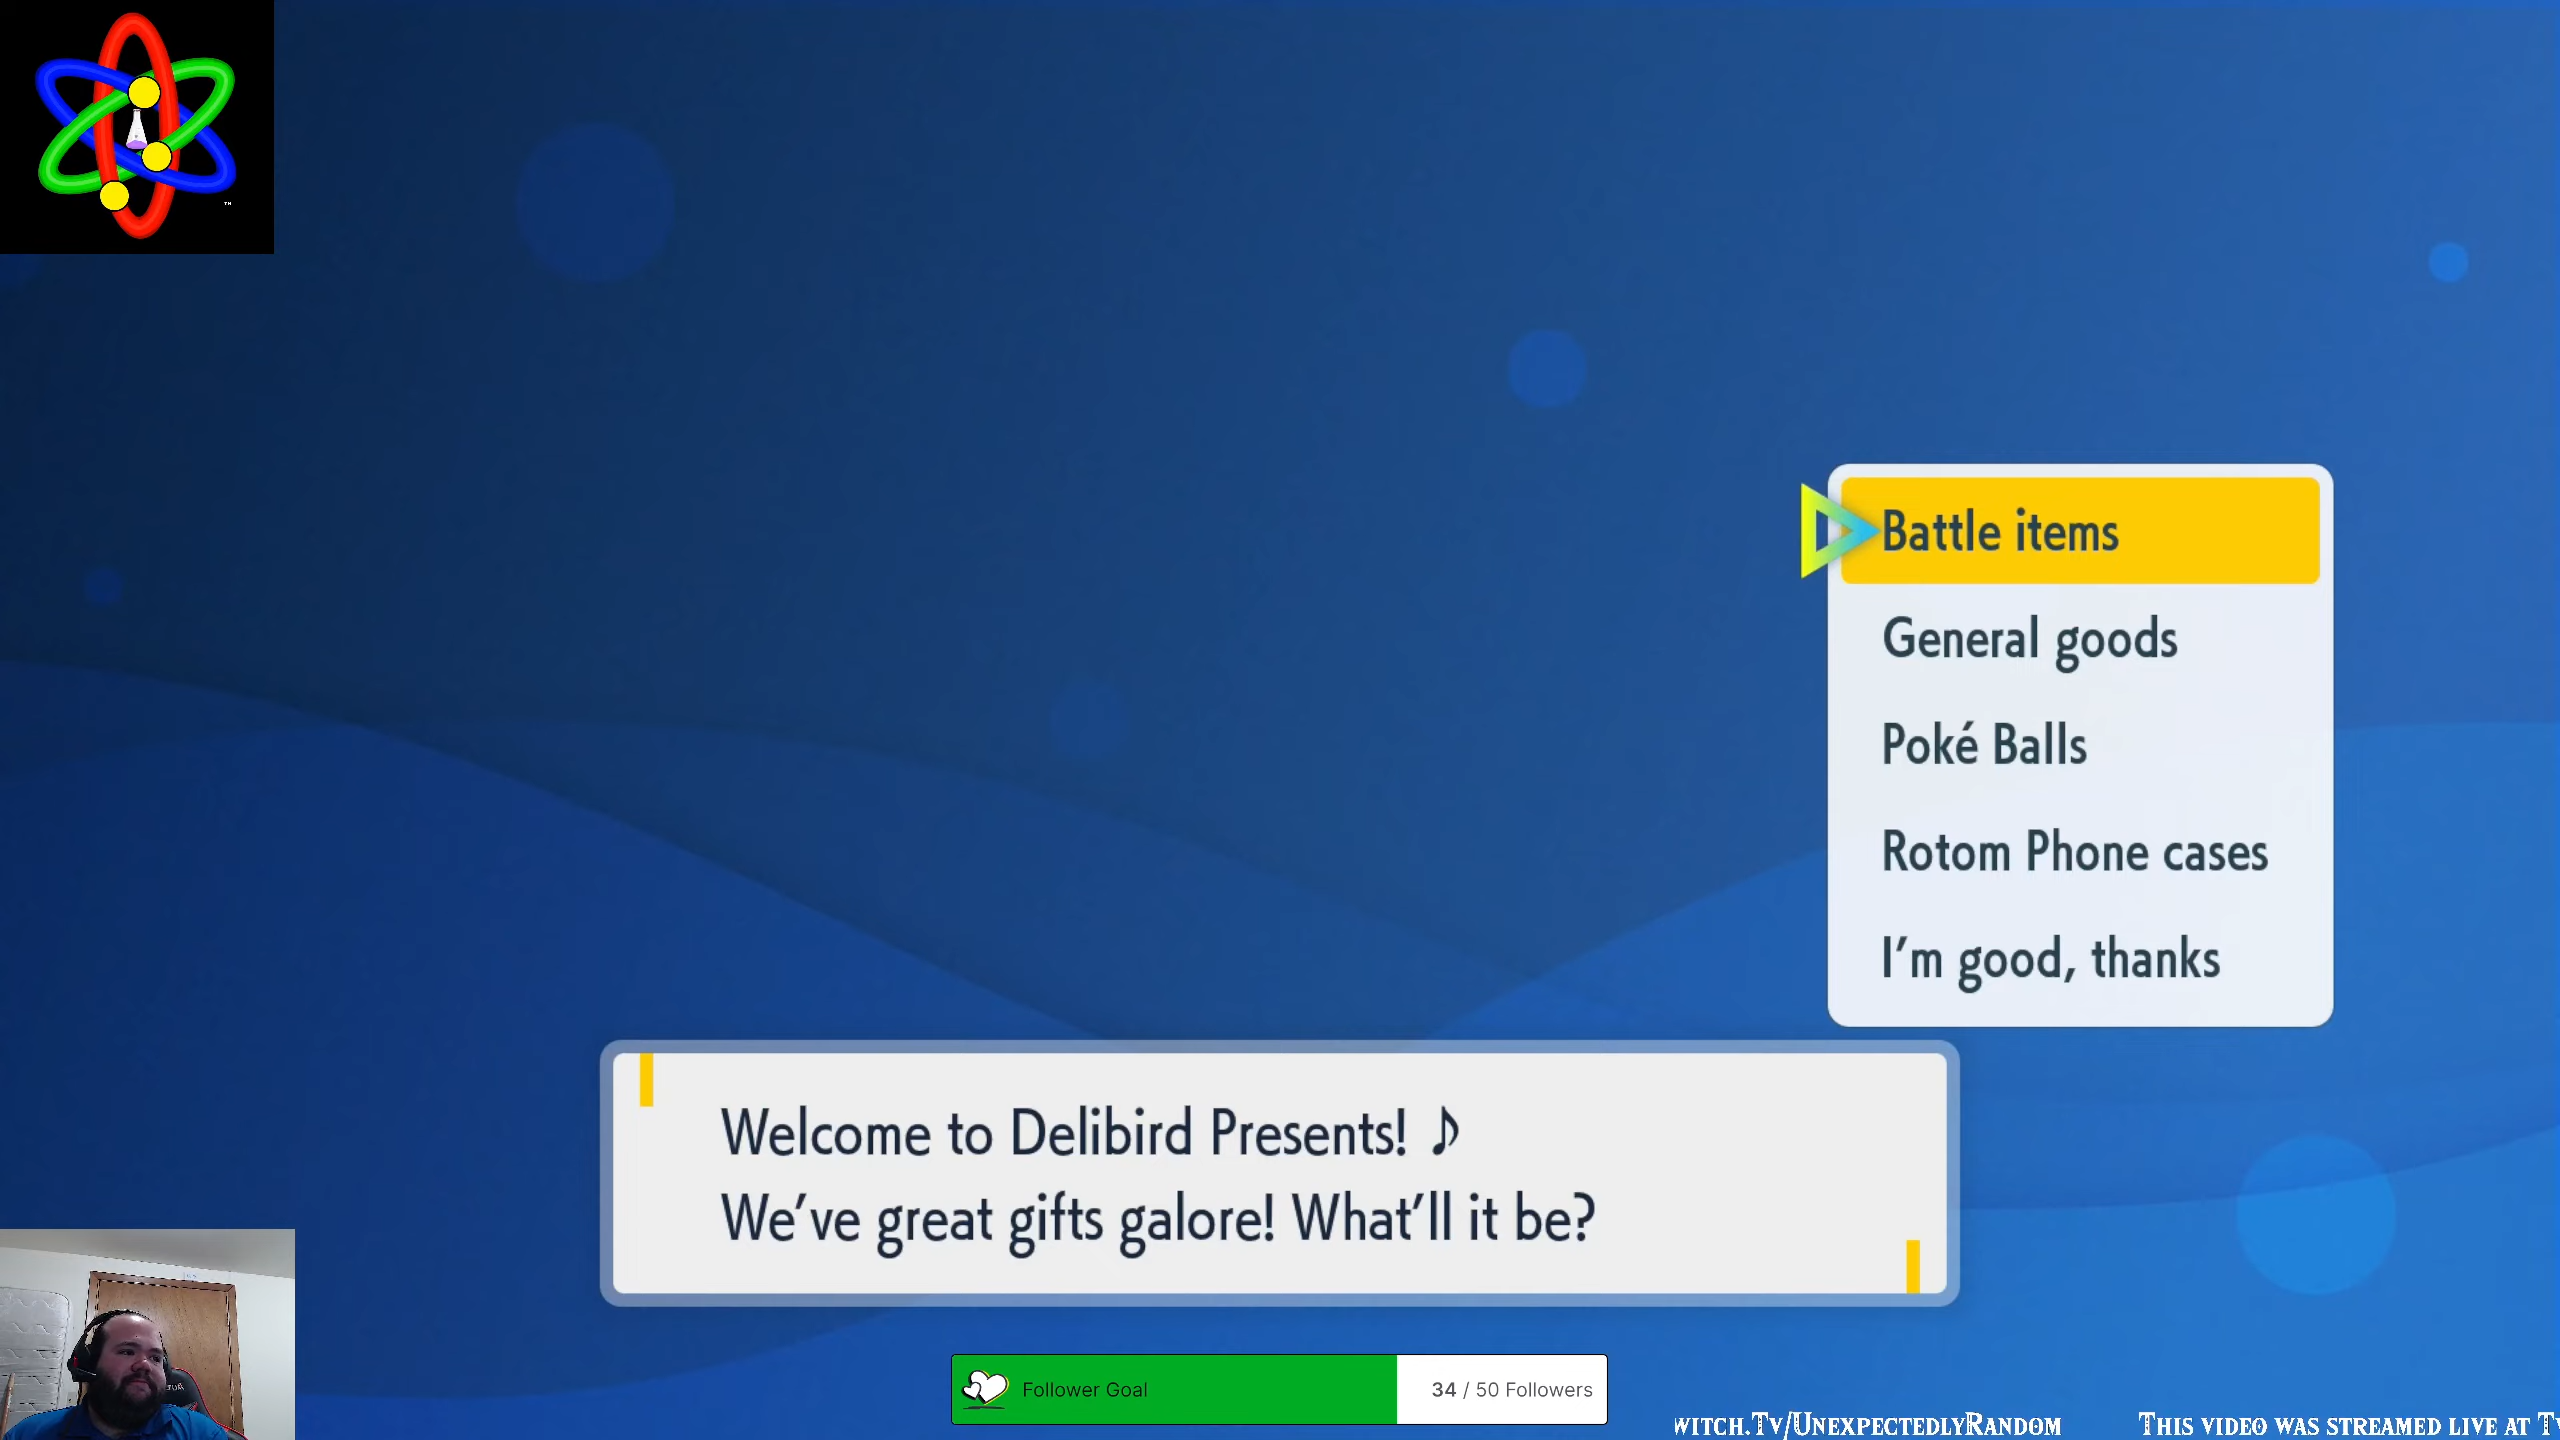 TM
Battle items
General goods
Poké Balls
Rotom Phone cases
I'm good, thanks
Welcome to Delibird Presents! ♪
We've great gifts galore! What'll it be?
Follower Goal
34 / 50 Followers
witch.Tv/UnexpectedlyRandom
This video was streamed live at Tw